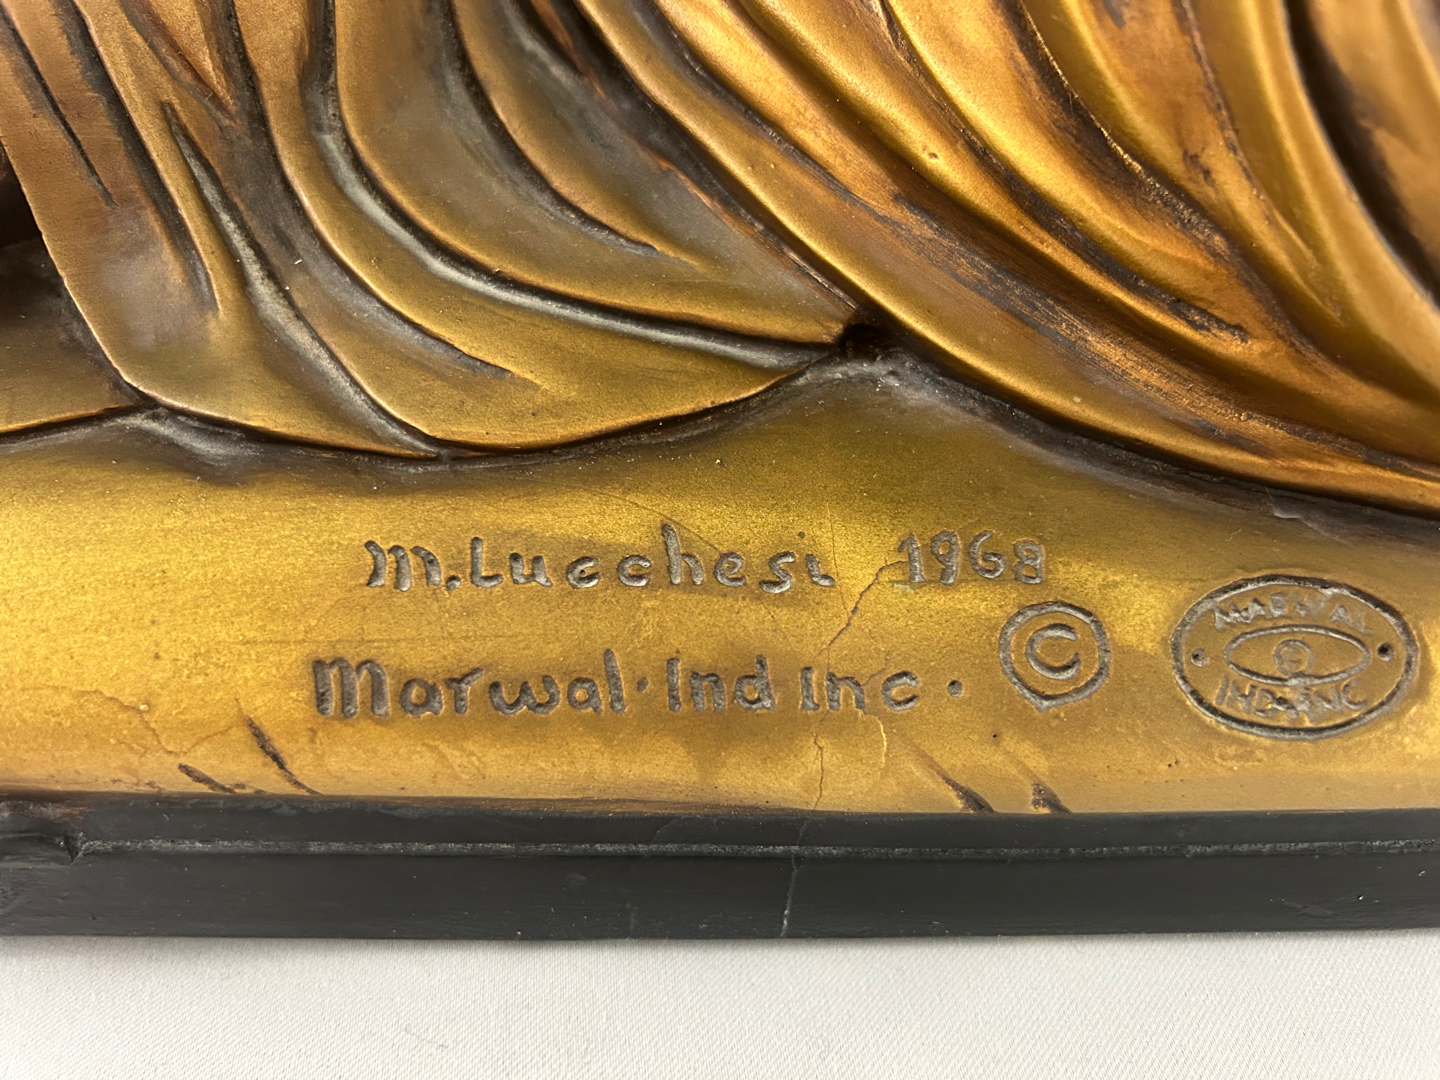 M. Lucchesi 1968
Marwal · Ind Inc. ©
MARWAL
IND. INC